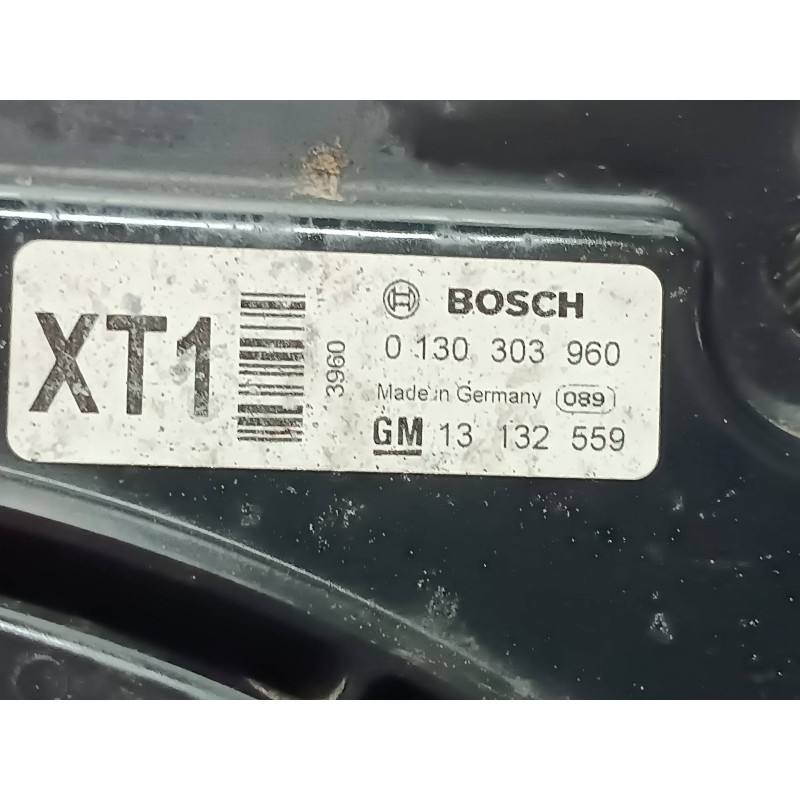 XT1
3960
BOSCH
0 130 303 960
Made in Germany 089
GM 13 132 559